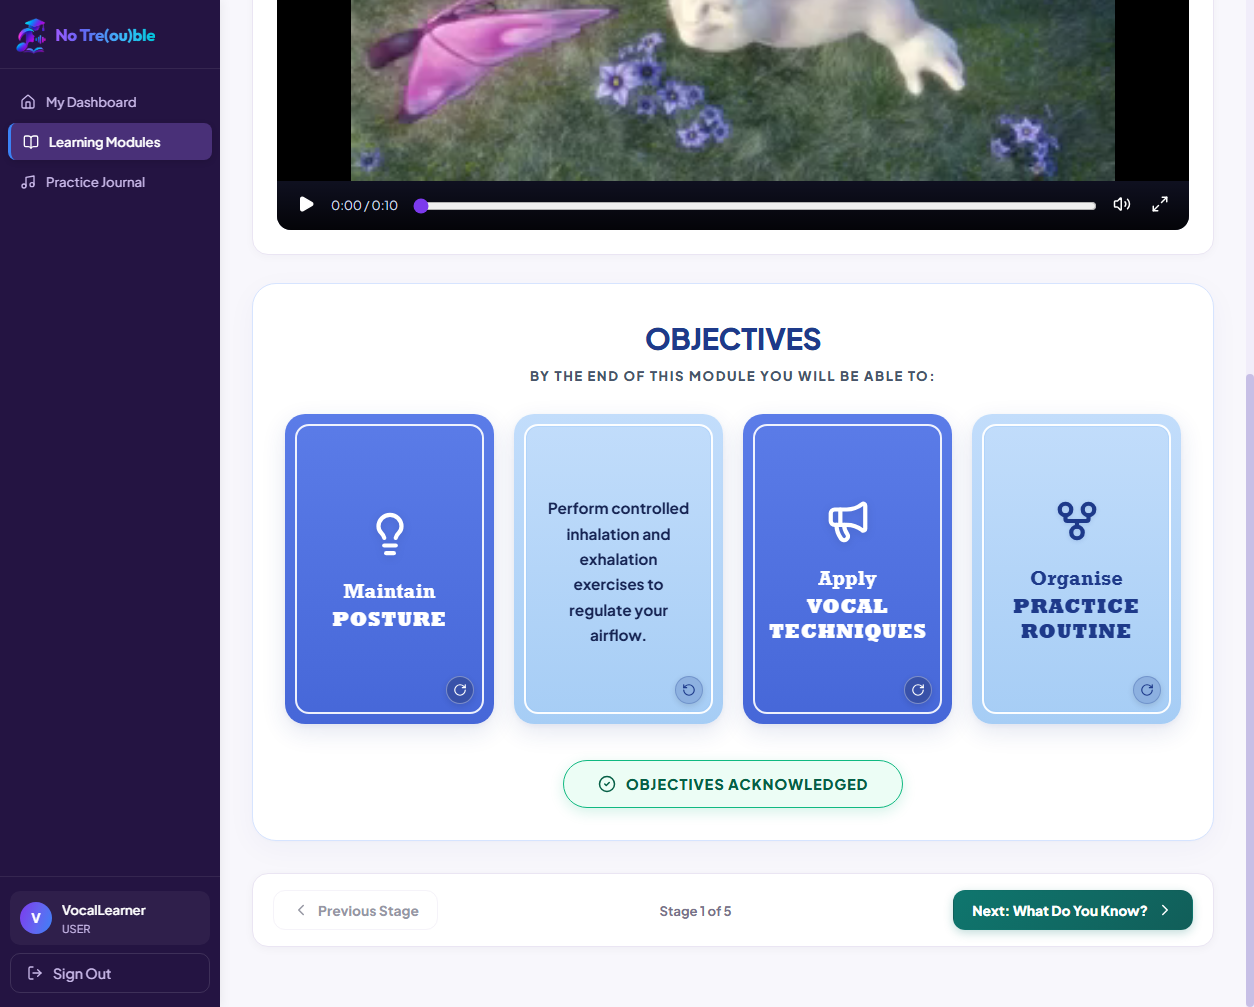 No Tre(ou)ble
My Dashboard
Learning Modules
Practice Journal
0:00 / 0:10
OBJECTIVES
BY THE END OF THIS MODULE YOU WILL BE ABLE TO:
Maintain
POSTURE
Perform controlled
inhalation and
exhalation
exercises to
regulate your
airflow.
Apply
VOCAL
TECHNIQUES
Organise
PRACTICE
ROUTINE
OBJECTIVES ACKNOWLEDGED
Previous Stage
Stage 1 of 5
Next: What Do You Know?
V
VocalLearner
USER
Sign Out